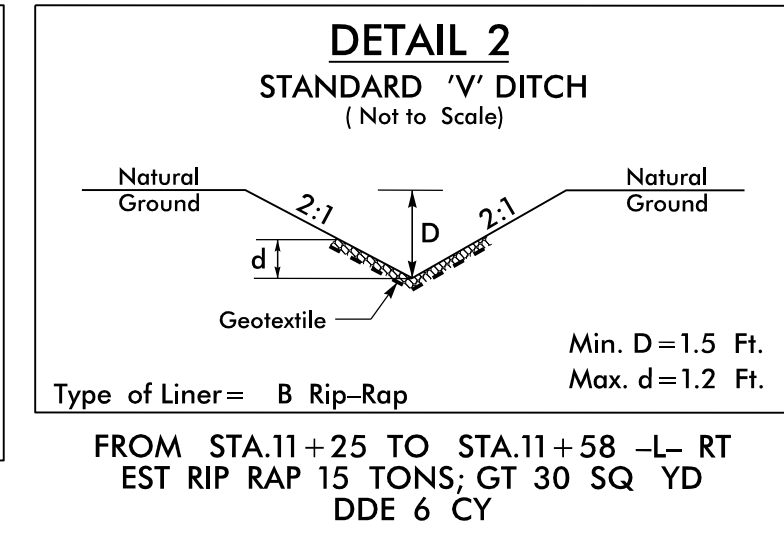 DETAIL 2
STANDARD 'V' DITCH
( Not to Scale)
Natural
Ground
2:1
D
2:1
Natural
Ground
d
Geotextile
Min. D=1.5 Ft.
Max. d=1.2 Ft.
Type of Liner= B Rip-Rap
FROM STA.11+25 TO STA.11+58 -L- RT
EST RIP RAP 15 TONS; GT 30 SQ YD
DDE 6 CY